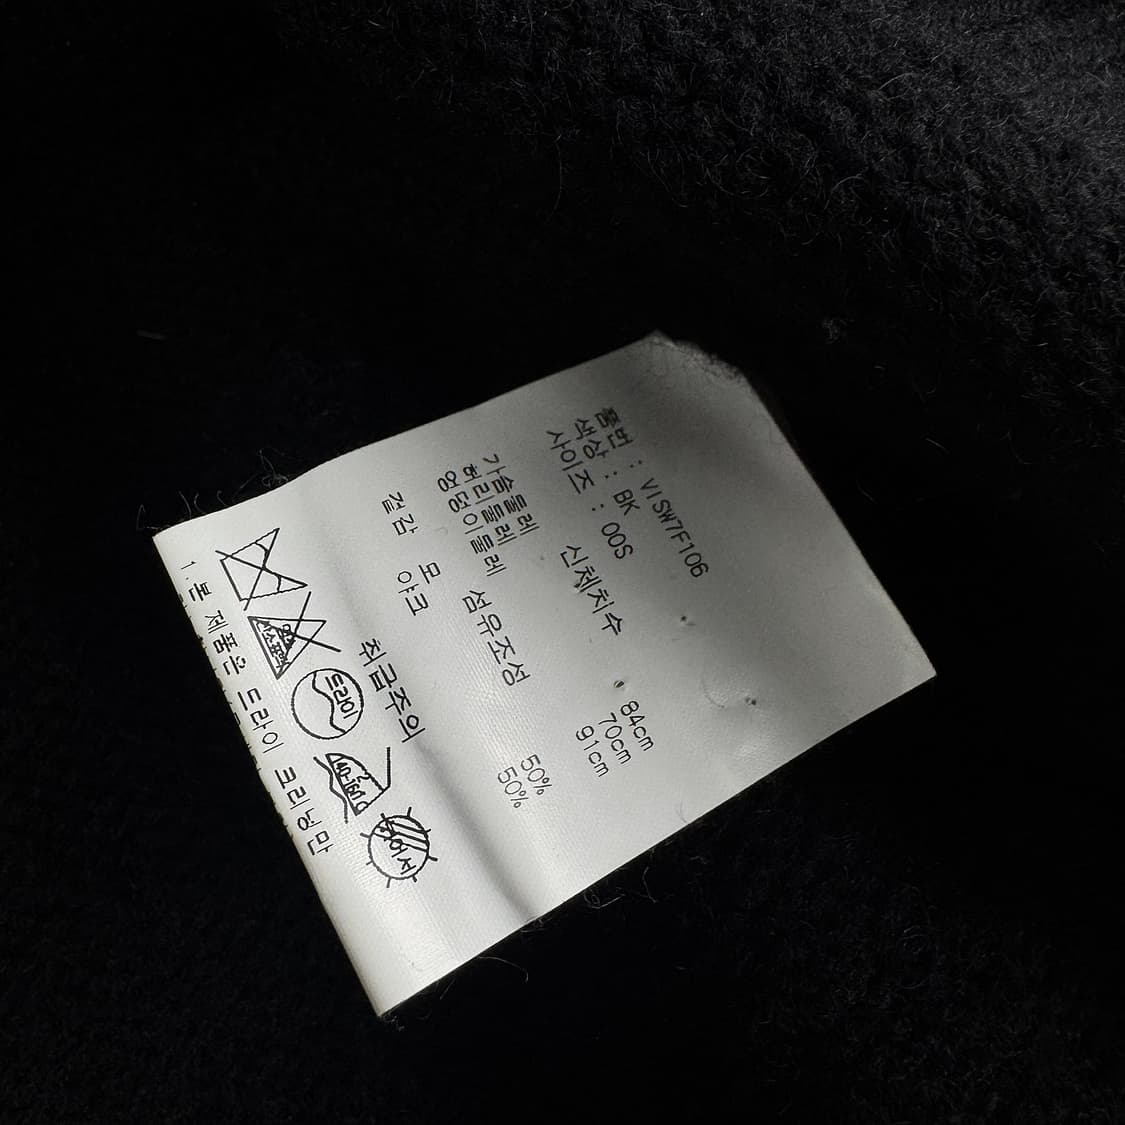 품번 : VISW7F106
색상 : BK
사이즈 : 00S
신체치수
가슴둘레 84cm
허리둘레 70cm
엉덩이둘레 91cm
섬유조성
겉감 모 50%
야크 50%
취급주의
드라이
1.본 제품은 드라이 크리닝만